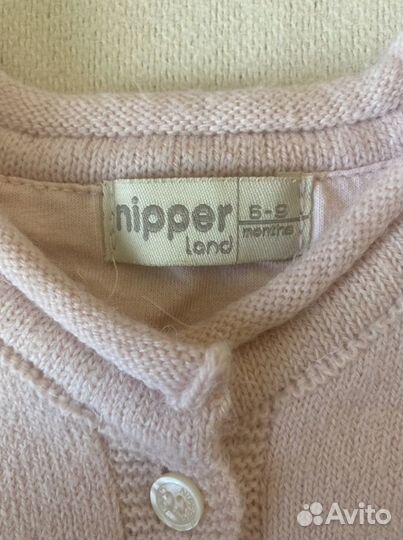 nipper
land
6-9
months
Avito